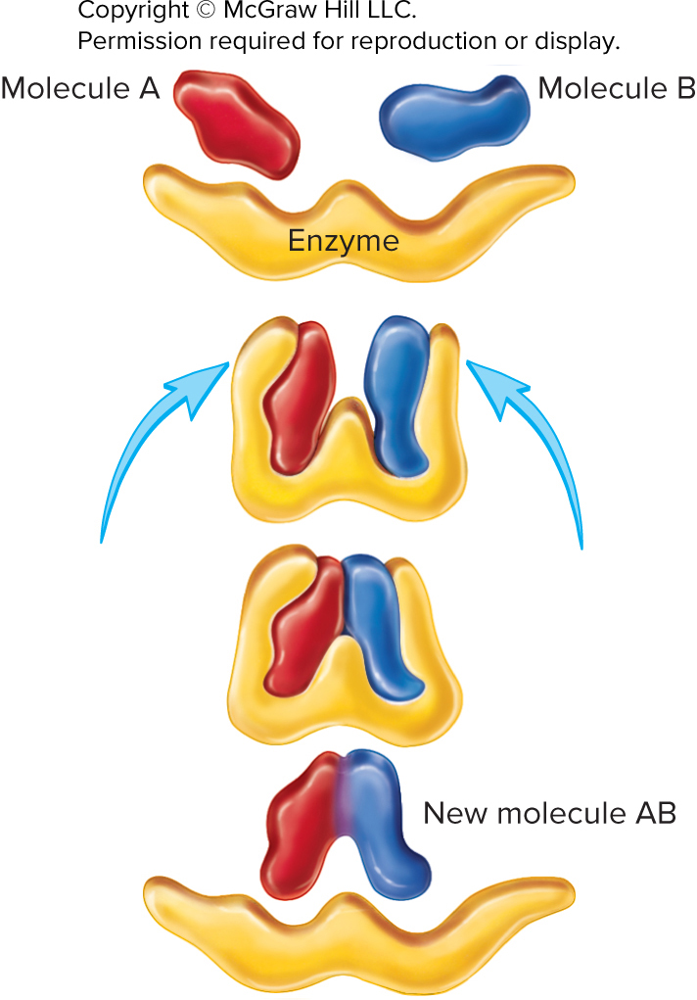 Copyright © McGraw Hill LLC.
Permission required for reproduction or display.
Molecule A
Molecule B
Enzyme
New molecule AB